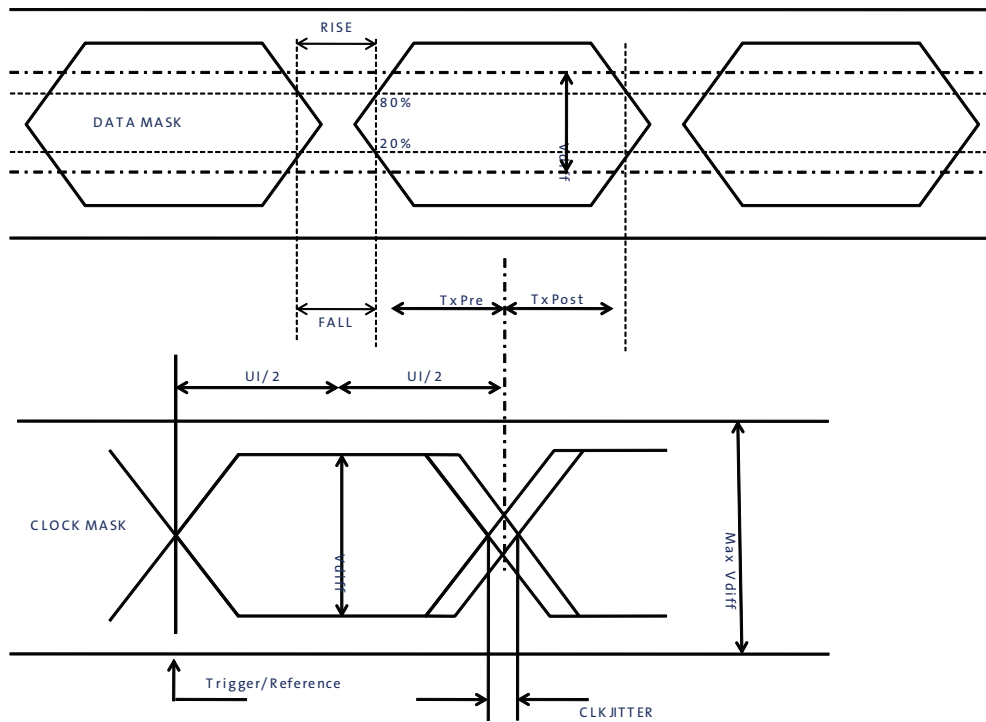 RISE
80%
DATA MASK
20%
Vdiff
TxPre
TxPost
FALL
UI/2
UI/2
CLOCK MASK
Vdiff
Max Vdiff
Trigger/Reference
CLKJITTER